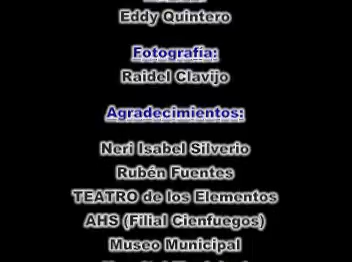 Eddy Quintero
Fotografía:
Raidel Clavijo
Agradecimientos:
Neri Isabel Silverio
Rubén Fuentes
TEATRO de los Elementos
AHS (Filial Cienfuegos)
Museo Municipal